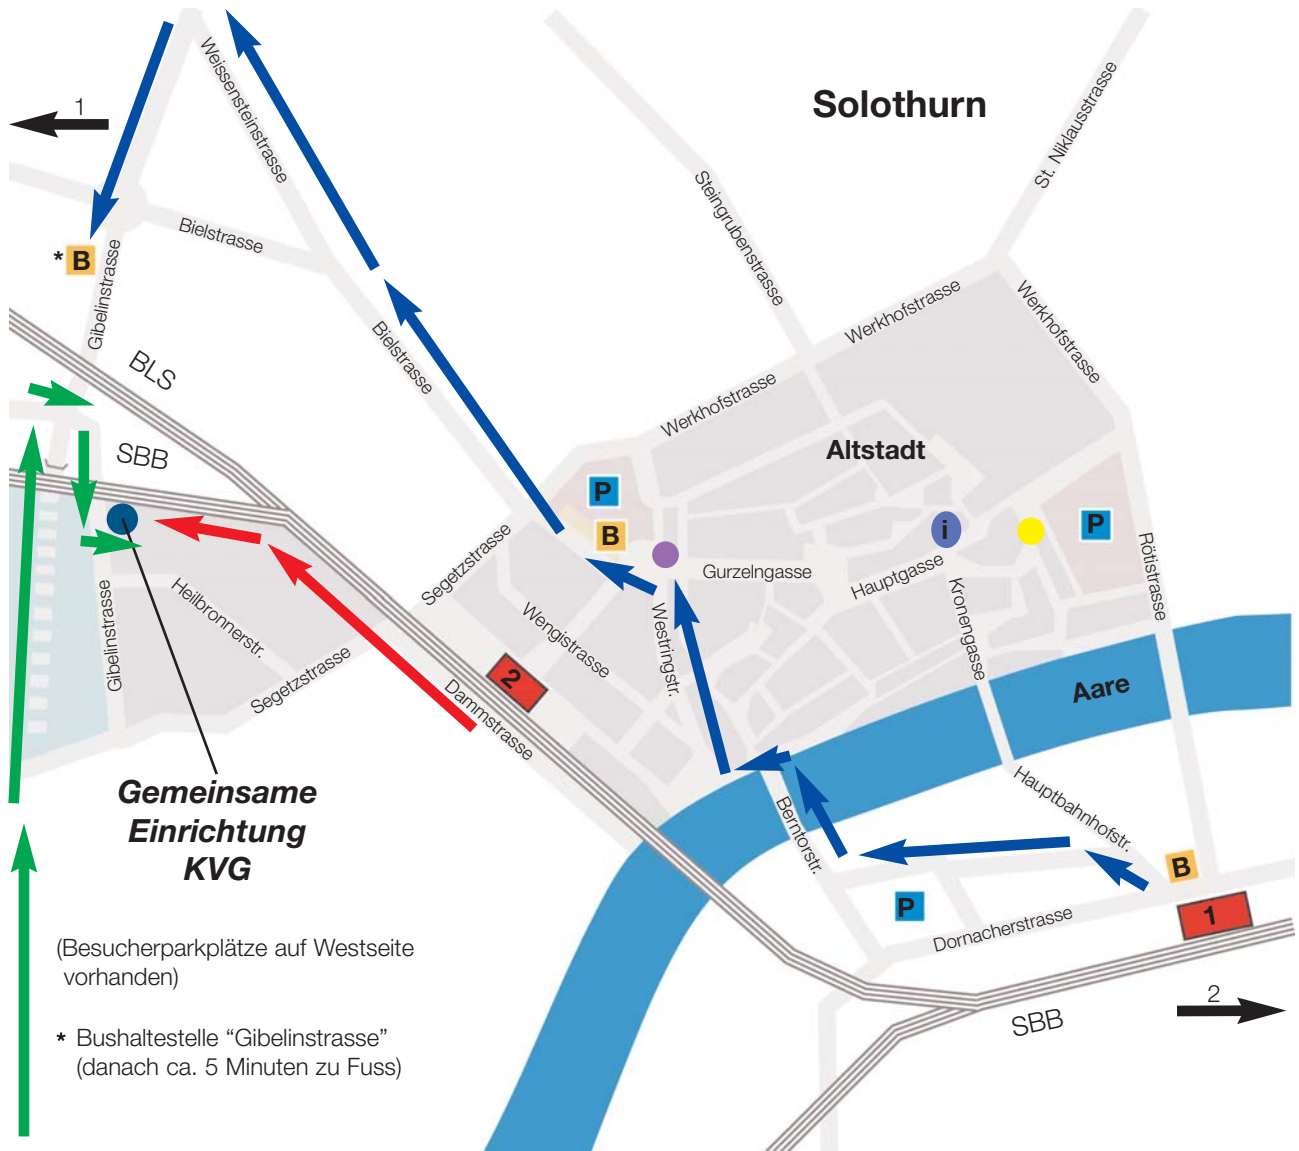 Solothurn
1
Weissensteinstrasse
St. Niklausstrasse
Steingrubenstrasse
Bielstrasse
* B
Gibelinstrasse
Werkhofstrasse
Werkhofstrasse
BLS
Bielstrasse
Werkhofstrasse
SBB
Altstadt
P
B
i
P
Segetzstrasse
Gurzelngasse
Hauptgasse
Rötistrasse
Heilbronnerstr.
Gibelinstrasse
Wengistrasse
Westringstr.
Kronengasse
Segetzstrasse
2
Dammstrasse
Aare
Gemeinsame
Einrichtung
KVG
Hauptbahnhofstr.
Berntorstr.
B
P
1
Dornacherstrasse
(Besucherparkplätze auf Westseite
vorhanden)
2
SBB
* Bushaltestelle “Gibelinstrasse”
(danach ca. 5 Minuten zu Fuss)